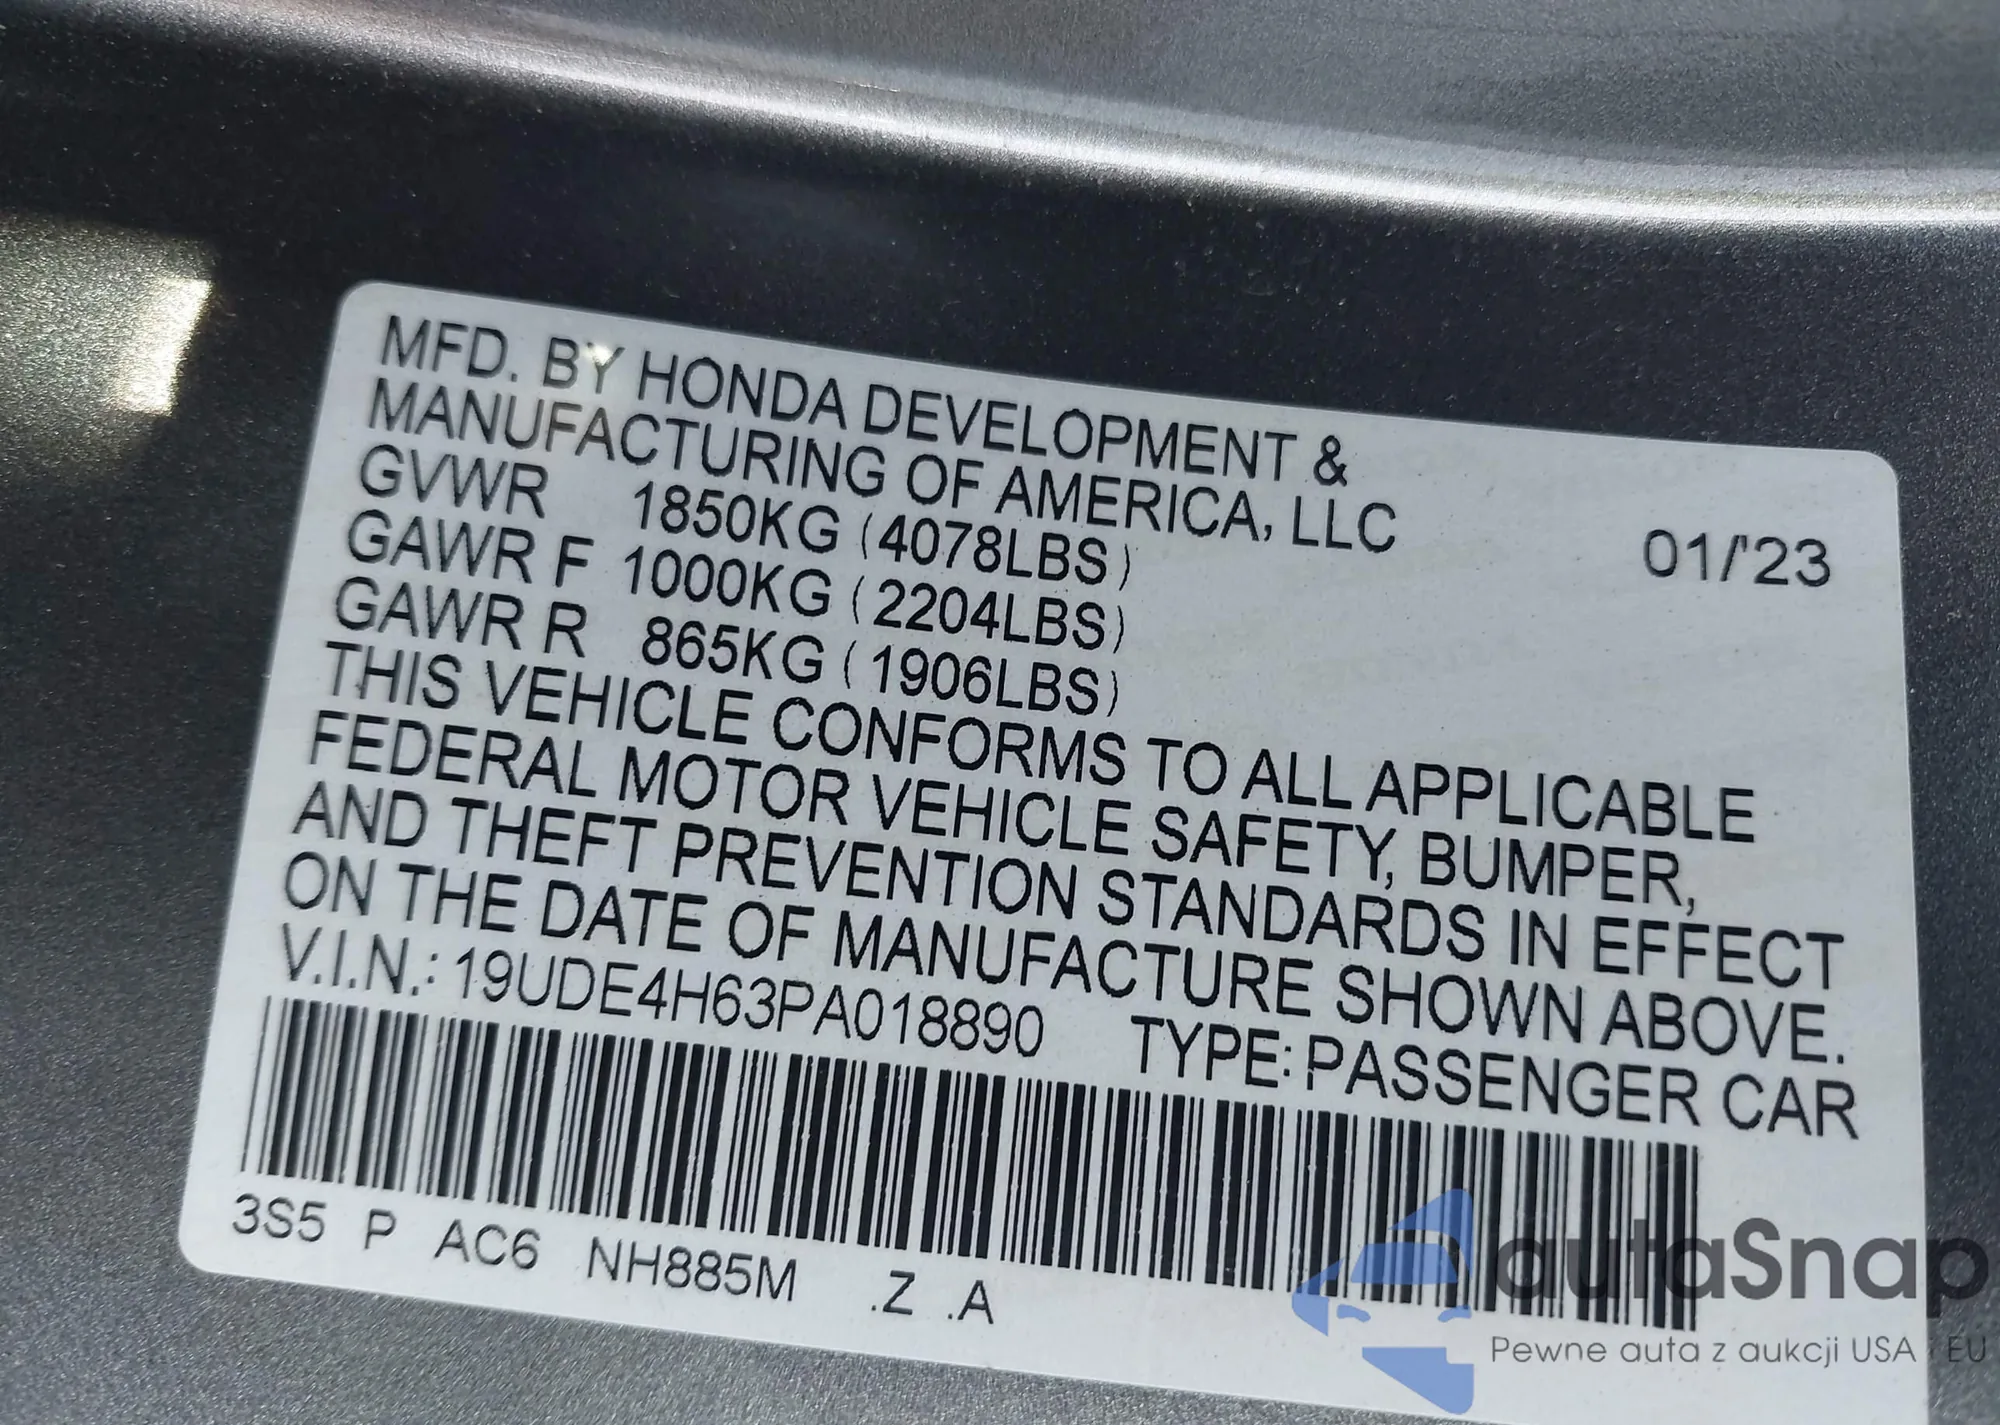 MFD. BY HONDA DEVELOPMENT &
MANUFACTURING OF AMERICA, LLC
GVWR 1850KG (4078LBS) 01/'23
GAWR F 1000KG (2204LBS)
GAWR R 865KG (1906LBS)
THIS VEHICLE CONFORMS TO ALL APPLICABLE
FEDERAL MOTOR VEHICLE SAFETY, BUMPER,
AND THEFT PREVENTION STANDARDS IN EFFECT
ON THE DATE OF MANUFACTURE SHOWN ABOVE.
V.I.N.: 19UDE4H63PA018890 TYPE: PASSENGER CAR
3S5 P AC6 NH885M .Z .A
autaSnap
Pewne auta z aukcji USA i EU